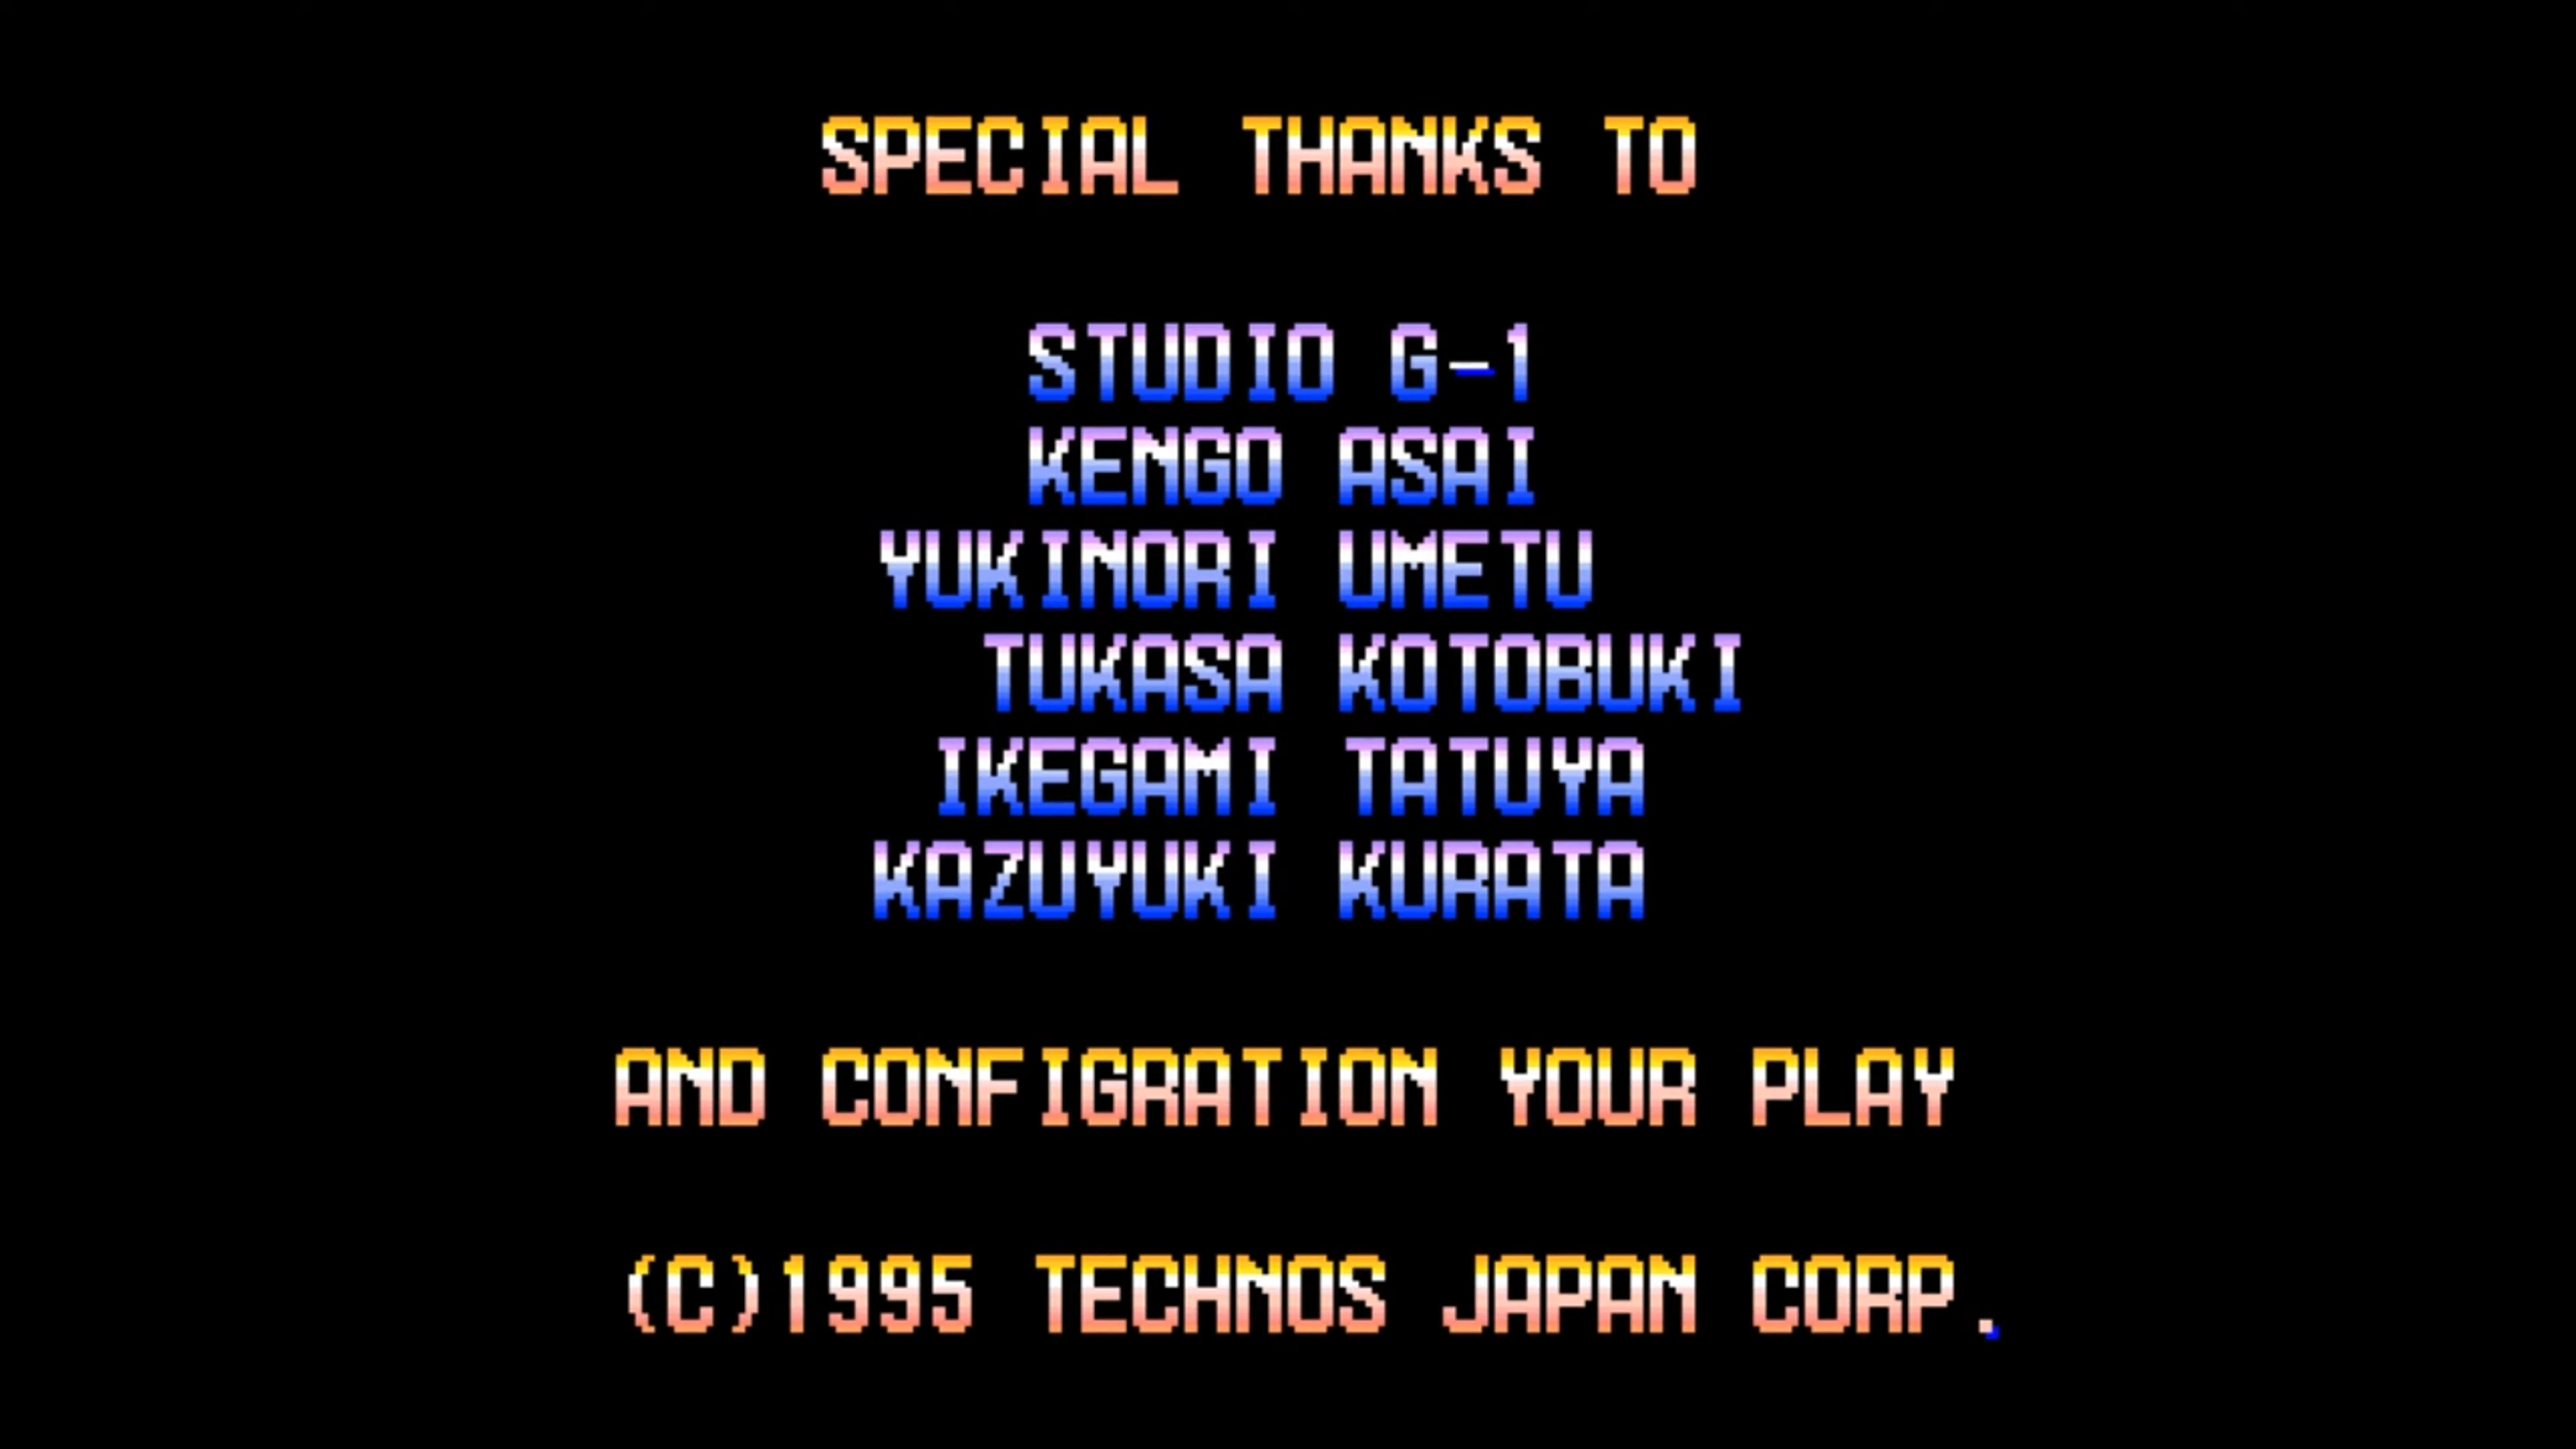 SPECIAL THANKS TO
STUDIO G-1
KENGO ASAI
YUKINORI UMETU
TUKASA KOTOBUKI
IKEGAMI TATUYA
KAZUYUKI KURATA
AND CONFIGRATION YOUR PLAY
(C)1995 TECHNOS JAPAN CORP.